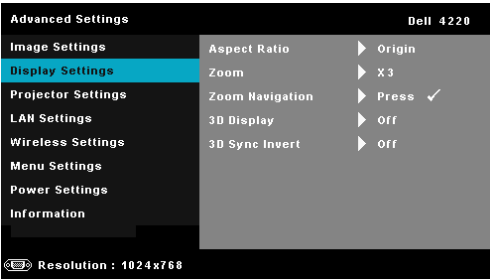 Advanced Settings Dell 4220
Image Settings
Display Settings
Projector Settings
LAN Settings
Wireless Settings
Menu Settings
Power Settings
Information
Aspect Ratio Origin
Zoom X3
Zoom Navigation Press ✓
3D Display Off
3D Sync Invert Off
Resolution : 1024x768